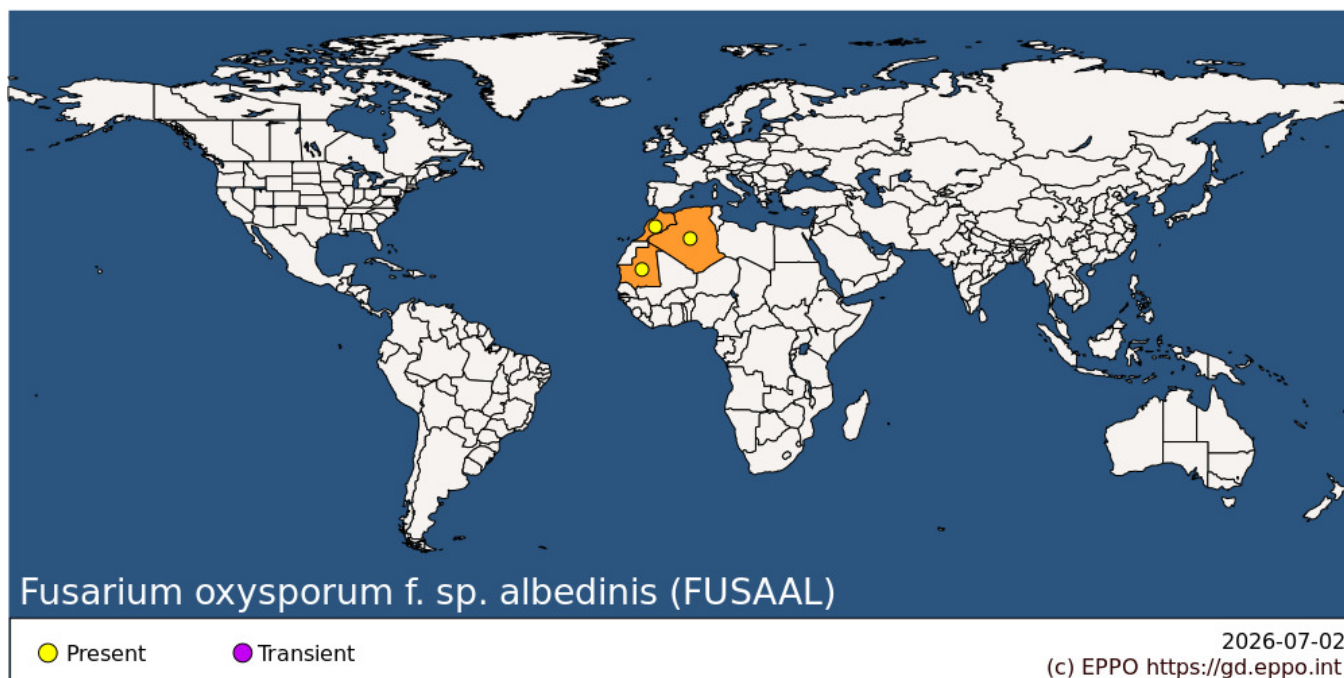 Fusarium oxysporum f. sp. albedinis (FUSAAL)
Present
Transient
2026-07-02
(c) EPPO https://gd.eppo.int